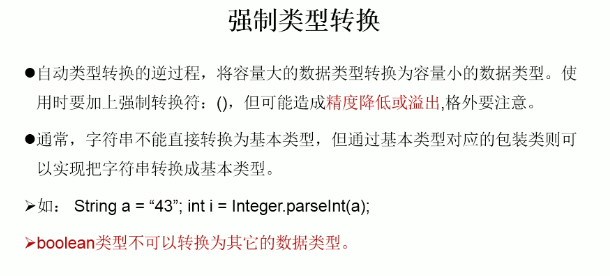 强制类型转换
●自动类型转换的逆过程，将容量大的数据类型转换为容量小的数据类型。使
用时要加上强制转换符：()，但可能造成精度降低或溢出,格外要注意。
●通常，字符串不能直接转换为基本类型，但通过基本类型对应的包装类则可
以实现把字符串转换成基本类型。
➢如： String a = “43”; int i = Integer.parseInt(a);
➢boolean类型不可以转换为其它的数据类型。